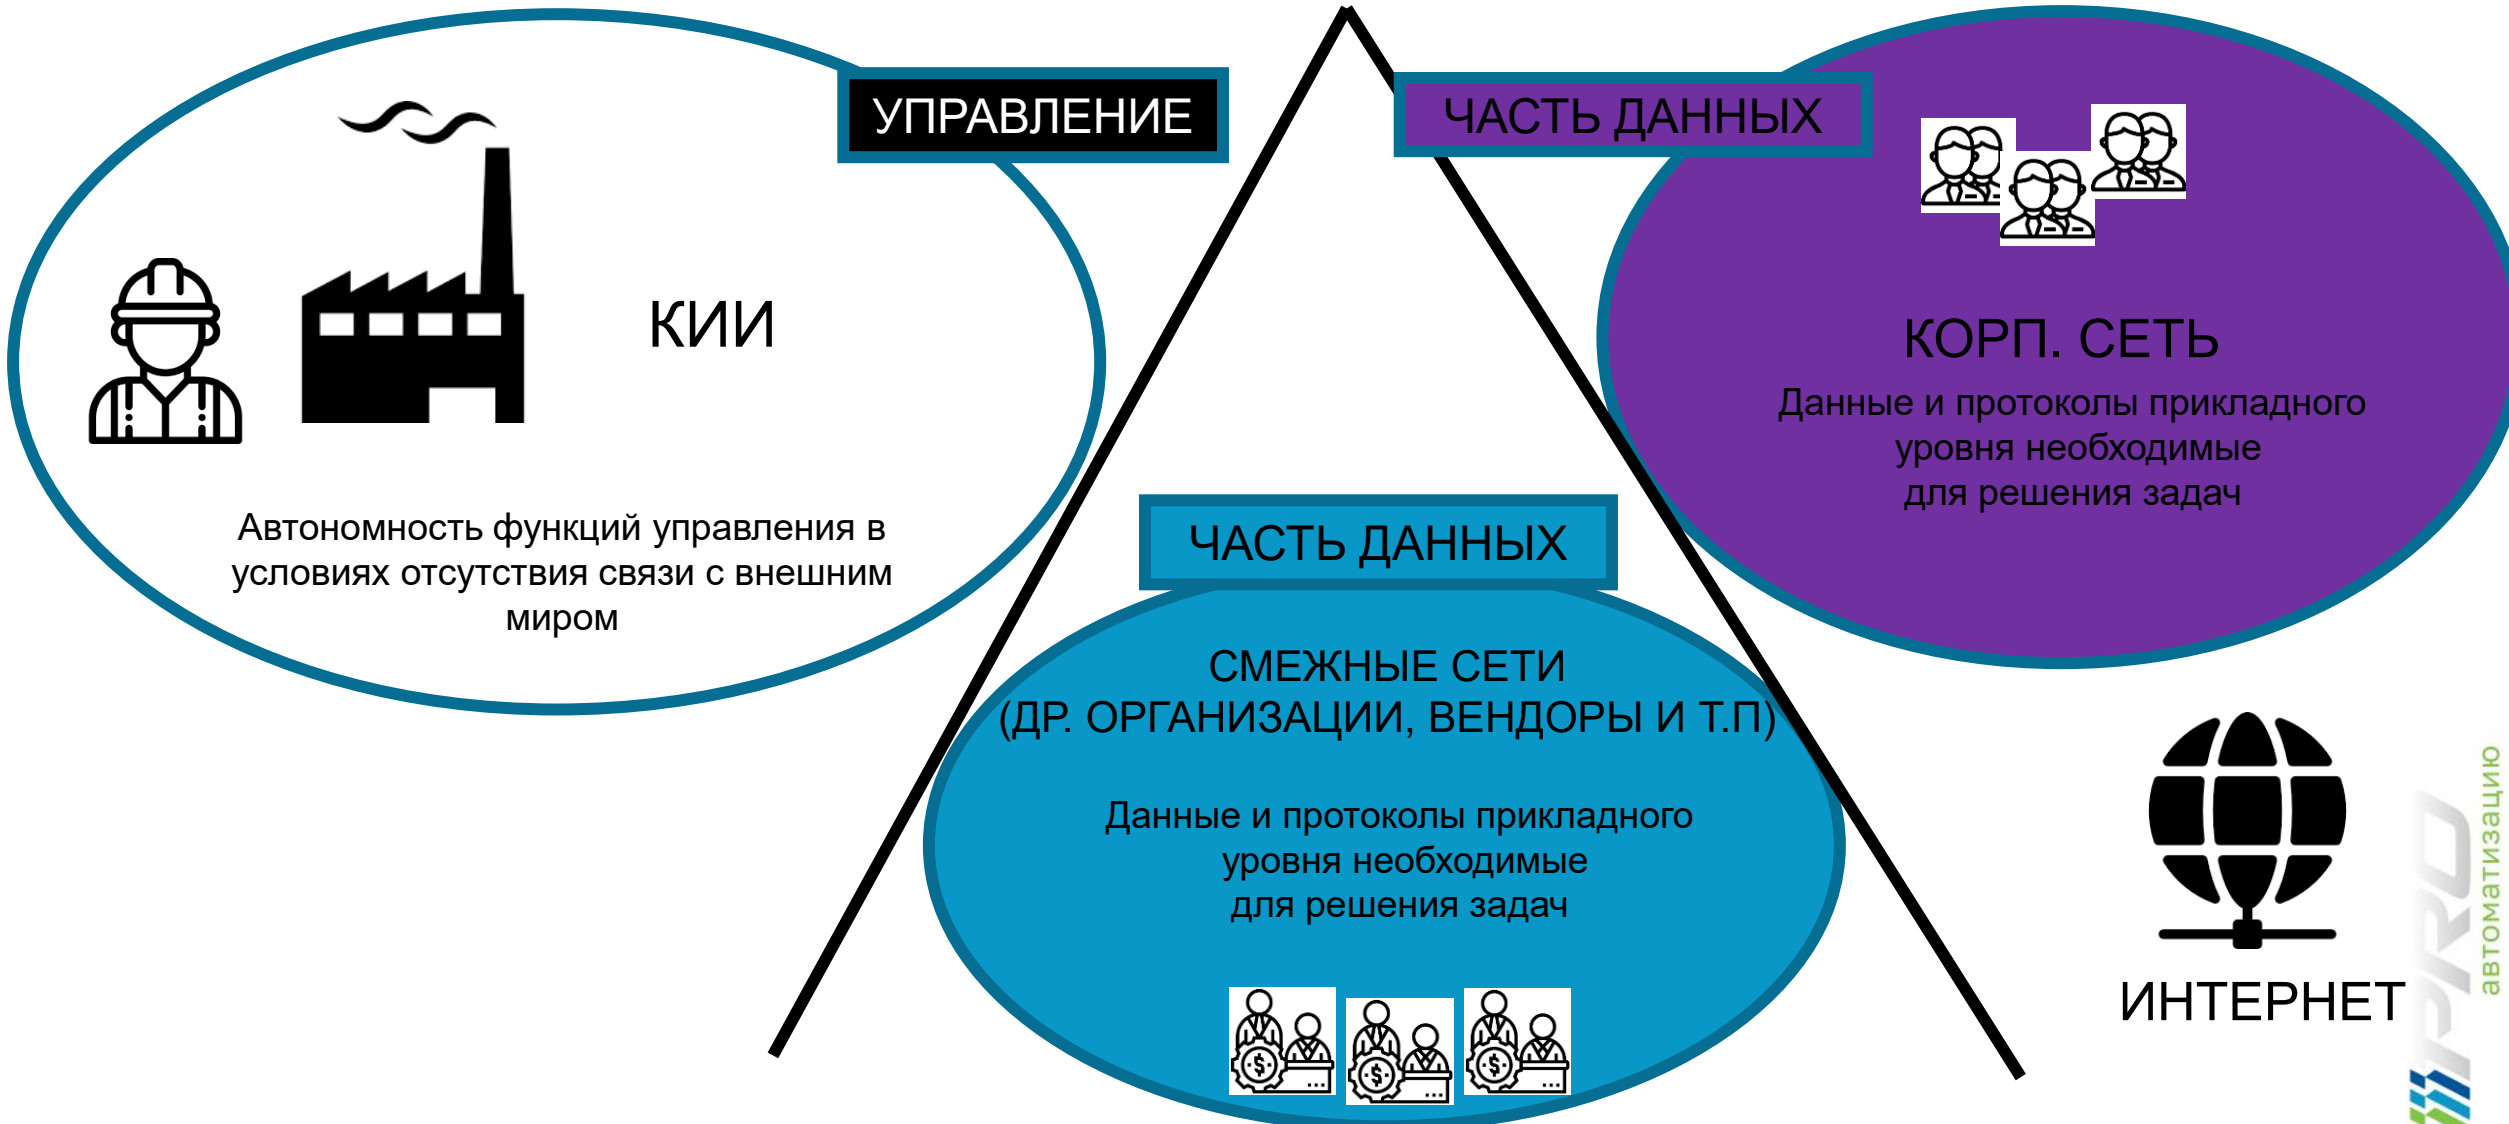 УПРАВЛЕНИЕ
КИИ
Автономность функций управления в
условиях отсутствия связи с внешним
миром
ЧАСТЬ ДАННЫХ
КОРП. СЕТЬ
Данные и протоколы прикладного
уровня необходимые
для решения задач
ЧАСТЬ ДАННЫХ
СМЕЖНЫЕ СЕТИ
(ДР. ОРГАНИЗАЦИИ, ВЕНДОРЫ И Т.П)
Данные и протоколы прикладного
уровня необходимые
для решения задач
ИНТЕРНЕТ
PRO
автоматизацию